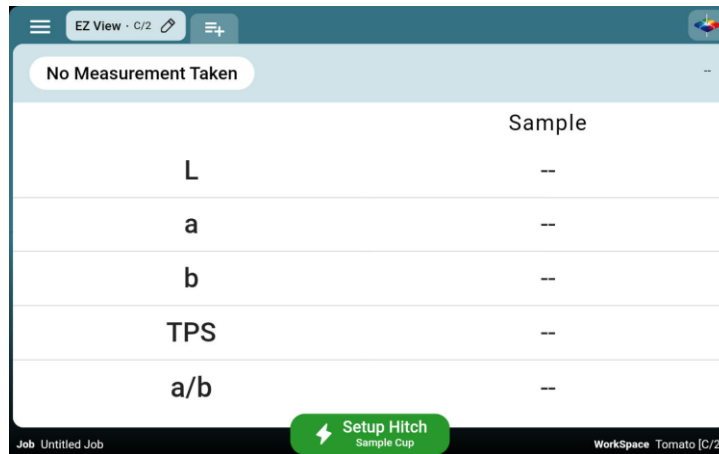 EZ View · C/2
No Measurement Taken --
Sample
L --
a --
b --
TPS --
a/b --
Setup Hitch
Sample Cup
Job Untitled Job
WorkSpace Tomato [C/2